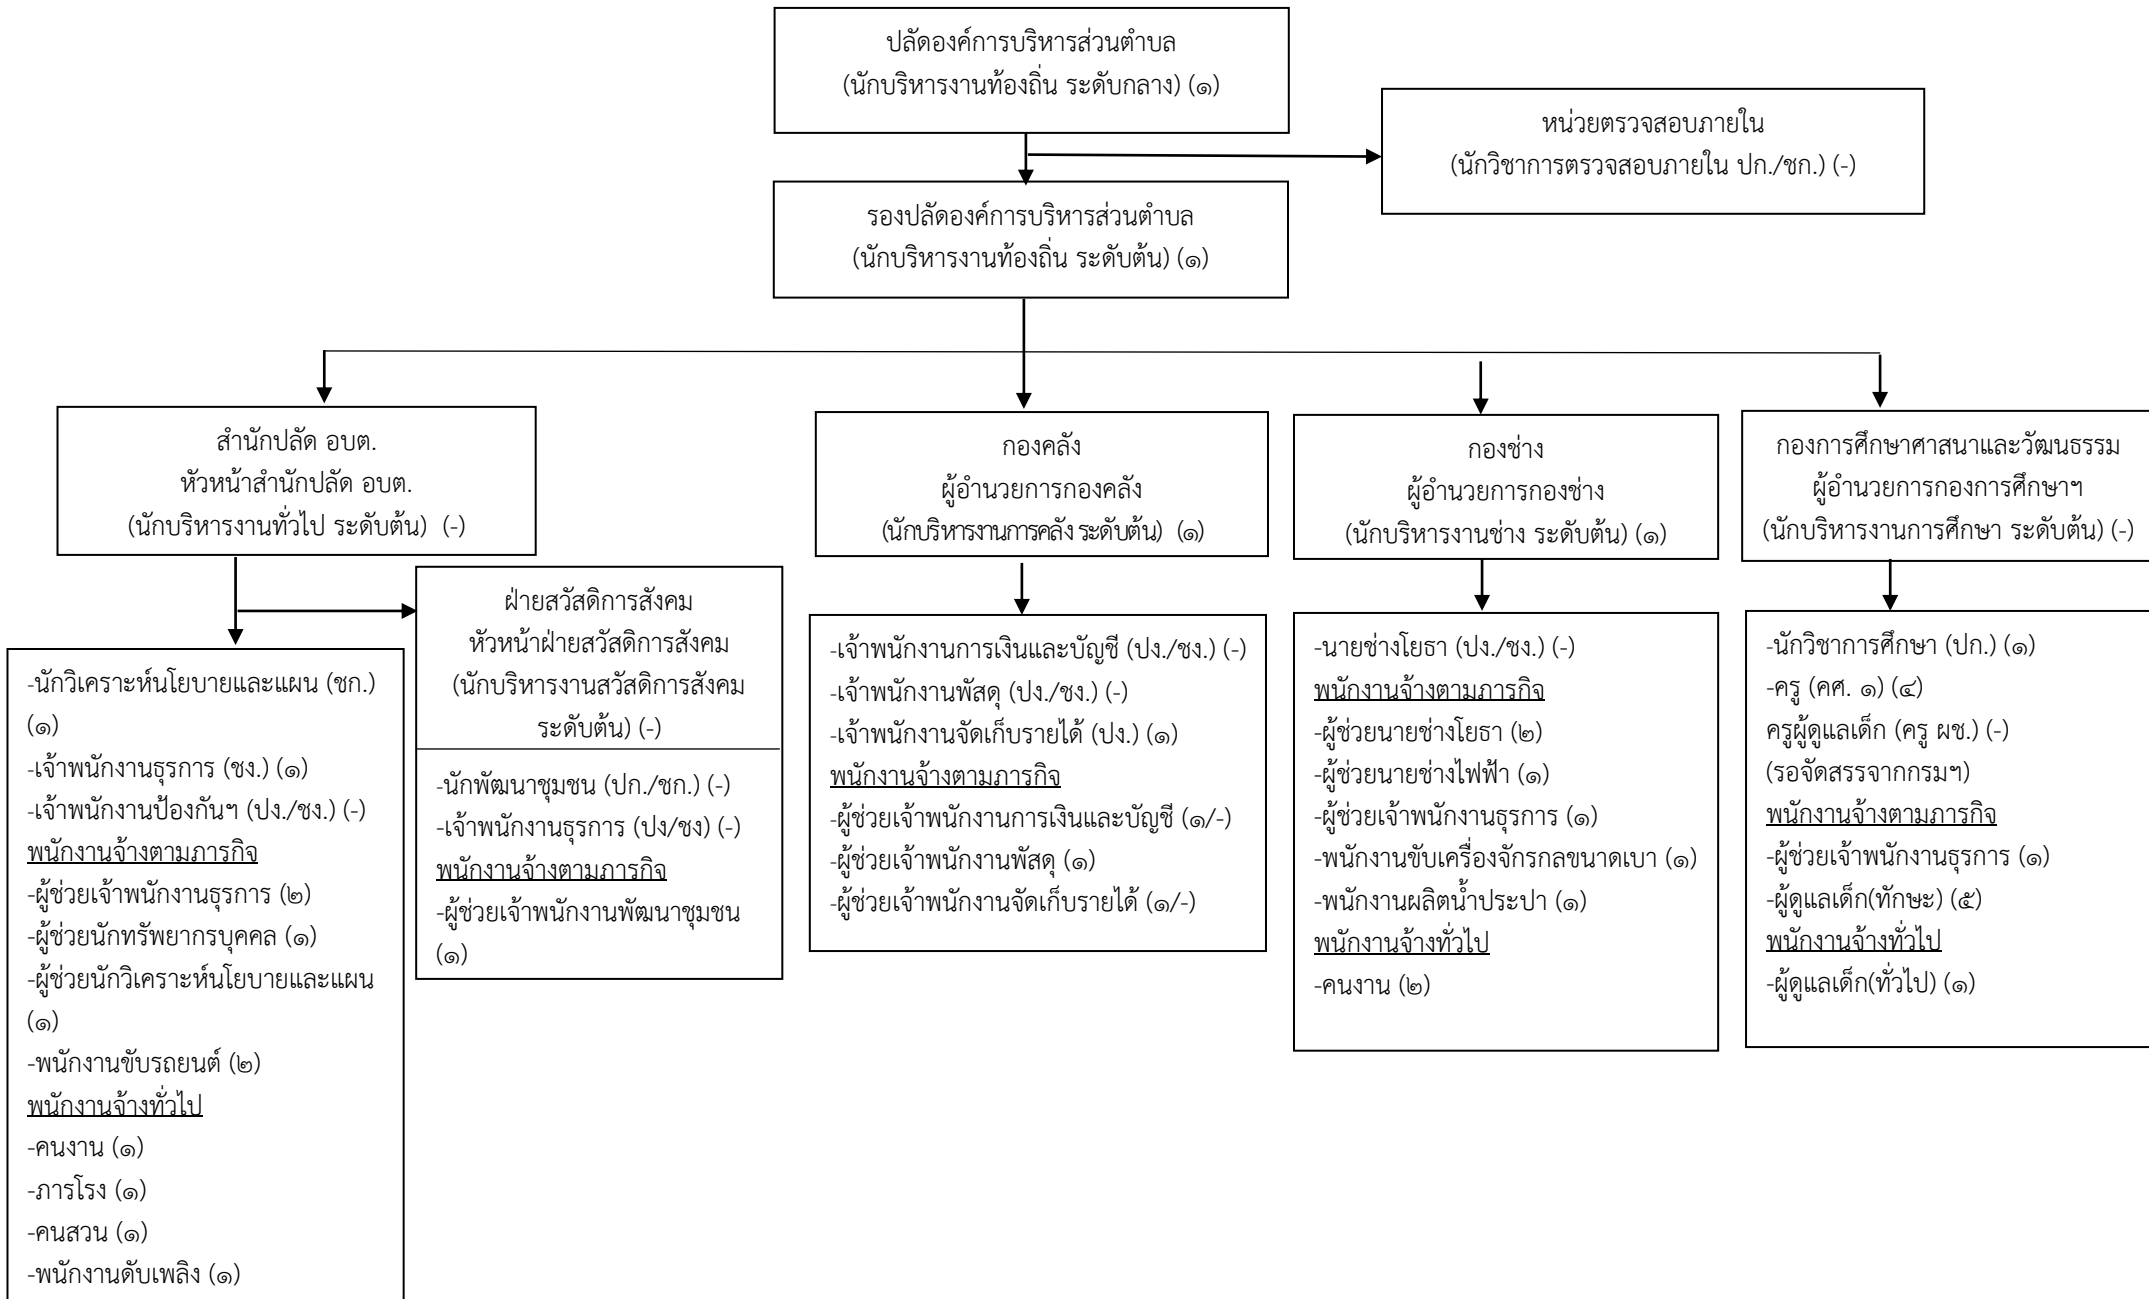 ปลัดองค์การบริหารส่วนตำบล
(นักบริหารงานท้องถิ่น ระดับกลาง) (๑)
หน่วยตรวจสอบภายใน
(นักวิชาการตรวจสอบภายใน ปก./ชก.) (-)
รองปลัดองค์การบริหารส่วนตำบล
(นักบริหารงานท้องถิ่น ระดับต้น) (๑)
สำนักปลัด อบต.
หัวหน้าสำนักปลัด อบต.
(นักบริหารงานทั่วไป ระดับต้น) (-)
กองคลัง
ผู้อำนวยการกองคลัง
(นักบริหารงานการคลัง ระดับต้น) (๑)
กองช่าง
ผู้อำนวยการกองช่าง
(นักบริหารงานช่าง ระดับต้น) (๑)
กองการศึกษาศาสนาและวัฒนธรรม
ผู้อำนวยการกองการศึกษาฯ
(นักบริหารงานการศึกษา ระดับต้น) (-)
-นักวิเคราะห์นโยบายและแผน (ชก.)
(๑)
-เจ้าพนักงานธุรการ (ชง.) (๑)
-เจ้าพนักงานป้องกันฯ (ปง./ชง.) (-)
พนักงานจ้างตามภารกิจ
-ผู้ช่วยเจ้าพนักงานธุรการ (๒)
-ผู้ช่วยนักทรัพยากรบุคคล (๑)
-ผู้ช่วยนักวิเคราะห์นโยบายและแผน
(๑)
-พนักงานขับรถยนต์ (๒)
พนักงานจ้างทั่วไป
-คนงาน (๑)
-ภารโรง (๑)
-คนสวน (๑)
-พนักงานดับเพลิง (๑)
ฝ่ายสวัสดิการสังคม
หัวหน้าฝ่ายสวัสดิการสังคม
(นักบริหารงานสวัสดิการสังคม
ระดับต้น) (-)
-นักพัฒนาชุมชน (ปก./ชก.) (-)
-เจ้าพนักงานธุรการ (ปง/ชง) (-)
พนักงานจ้างตามภารกิจ
-ผู้ช่วยเจ้าพนักงานพัฒนาชุมชน
(๑)
-เจ้าพนักงานการเงินและบัญชี (ปง./ชง.) (-)
-เจ้าพนักงานพัสดุ (ปง./ชง.) (-)
-เจ้าพนักงานจัดเก็บรายได้ (ปง.) (๑)
พนักงานจ้างตามภารกิจ
-ผู้ช่วยเจ้าพนักงานการเงินและบัญชี (๑/-)
-ผู้ช่วยเจ้าพนักงานพัสดุ (๑)
-ผู้ช่วยเจ้าพนักงานจัดเก็บรายได้ (๑/-)
-นายช่างโยธา (ปง./ชง.) (-)
พนักงานจ้างตามภารกิจ
-ผู้ช่วยนายช่างโยธา (๒)
-ผู้ช่วยนายช่างไฟฟ้า (๑)
-ผู้ช่วยเจ้าพนักงานธุรการ (๑)
-พนักงานขับเครื่องจักรกลขนาดเบา (๑)
-พนักงานผลิตน้ำประปา (๑)
พนักงานจ้างทั่วไป
-คนงาน (๒)
-นักวิชาการศึกษา (ปก.) (๑)
-ครู (คศ. ๑) (๔)
ครูผู้ดูแลเด็ก (ครู ผช.) (-)
(รอจัดสรรจากกรมฯ)
พนักงานจ้างตามภารกิจ
-ผู้ช่วยเจ้าพนักงานธุรการ (๑)
-ผู้ดูแลเด็ก(ทักษะ) (๕)
พนักงานจ้างทั่วไป
-ผู้ดูแลเด็ก(ทั่วไป) (๑)